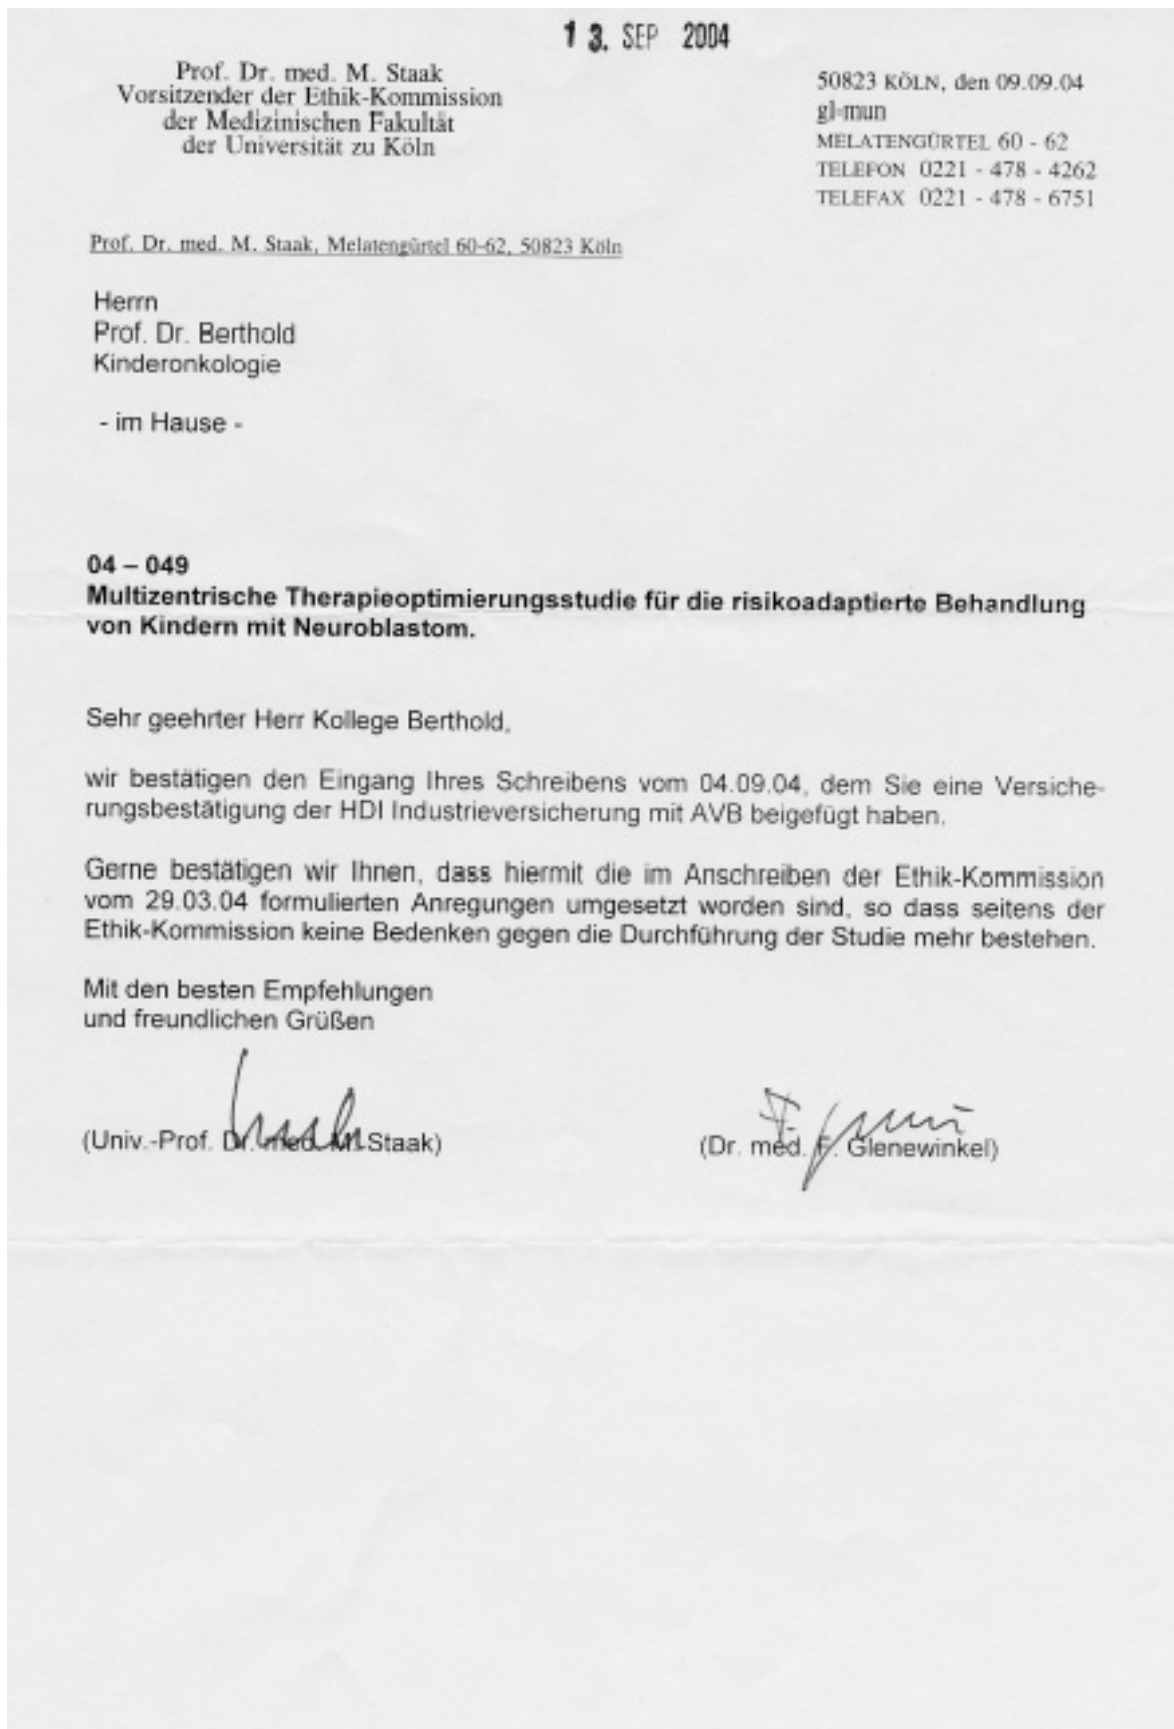 13. SEP 2004
Prof. Dr. med. M. Staak
Vorsitzender der Ethik-Kommission
der Medizinischen Fakultät
der Universität zu Köln
50823 KÖLN, den 09.09.04
gl-mun
MELATENGÜRTEL 60 - 62
TELEFON 0221 - 478 - 4262
TELEFAX 0221 - 478 - 6751
Prof. Dr. med. M. Staak, Melatengürtel 60-62, 50823 Köln
Herrn
Prof. Dr. Berthold
Kinderonkologie
- im Hause -
04 – 049
Multizentrische Therapieoptimierungsstudie für die risikoadaptierte Behandlung
von Kindern mit Neuroblastom.
Sehr geehrter Herr Kollege Berthold,
wir bestätigen den Eingang Ihres Schreibens vom 04.09.04, dem Sie eine Versiche-
rungsbestätigung der HDI Industrieversicherung mit AVB beigefügt haben.
Gerne bestätigen wir Ihnen, dass hiermit die im Anschreiben der Ethik-Kommission
vom 29.03.04 formulierten Anregungen umgesetzt worden sind, so dass seitens der
Ethik-Kommission keine Bedenken gegen die Durchführung der Studie mehr bestehen.
Mit den besten Empfehlungen
und freundlichen Grüßen
(Univ.-Prof. Dr. med. M. Staak)
(Dr. med. F. Glenewinkel)